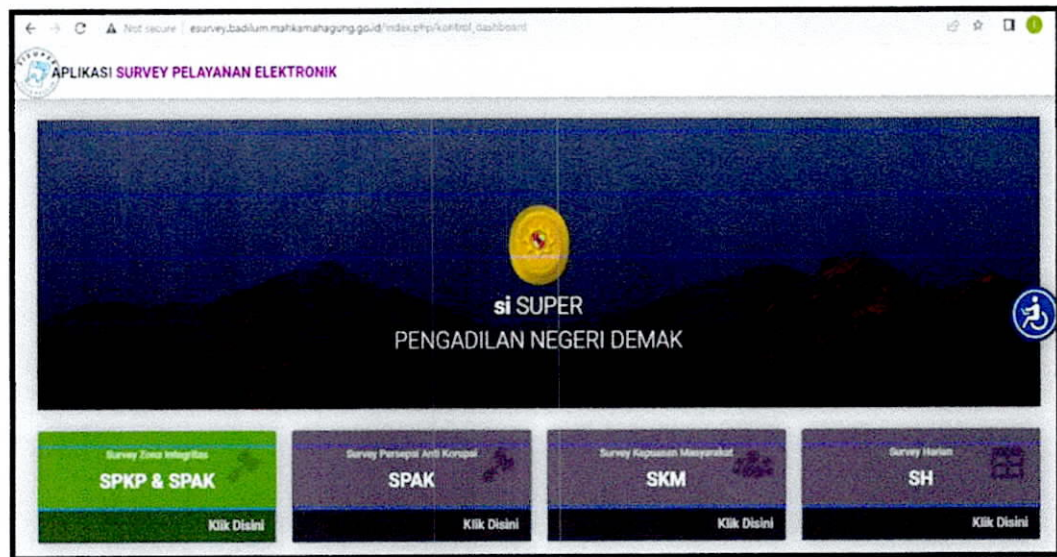 Not secure | esurvey.badilum.mahkamahagung.go.id/index.php/kontrol_dashboard
APLIKASI SURVEY PELAYANAN ELEKTRONIK
si SUPER
PENGADILAN NEGERI DEMAK
Survey Zona Integritas
SPKP & SPAK
Klik Disini
Survey Persepsi Anti Korupsi
SPAK
Klik Disini
Survey Kepuasan Masyarakat
SKM
Klik Disini
Survey Harian
SH
Klik Disini